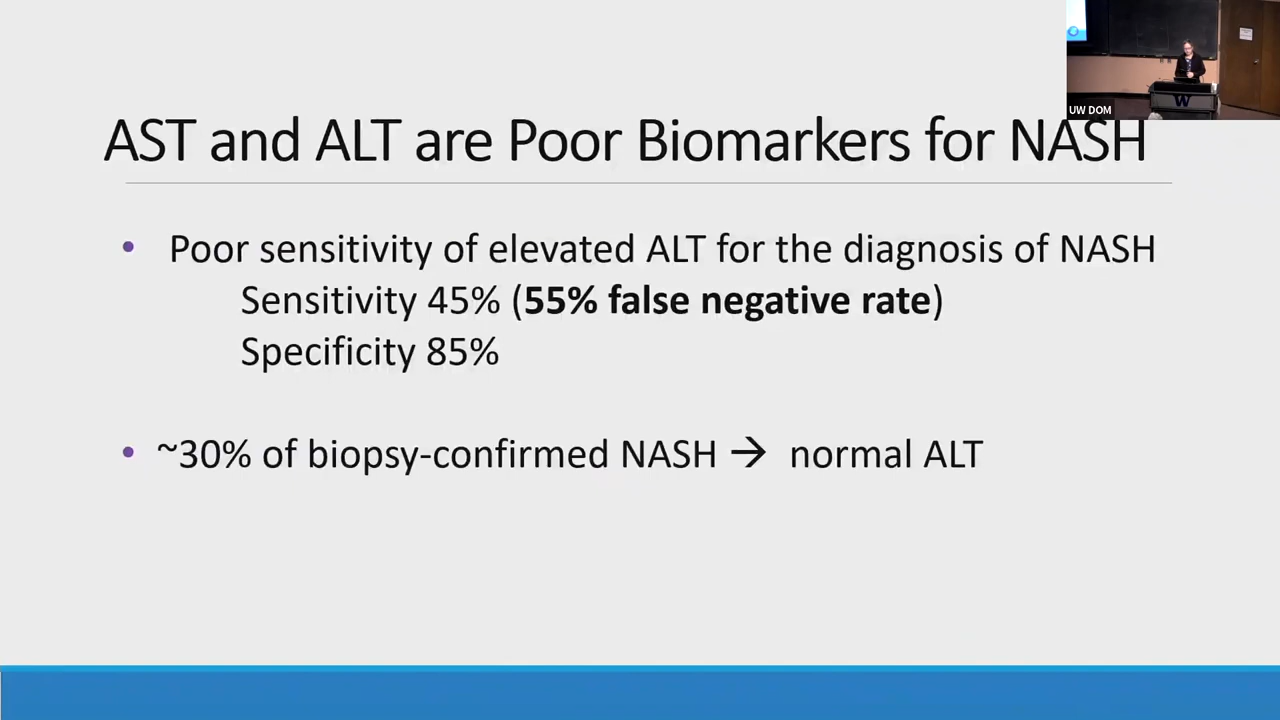 UW DOM
W
AST and ALT are Poor Biomarkers for NASH
• Poor sensitivity of elevated ALT for the diagnosis of NASH
Sensitivity 45% (55% false negative rate)
Specificity 85%
• ~30% of biopsy-confirmed NASH → normal ALT